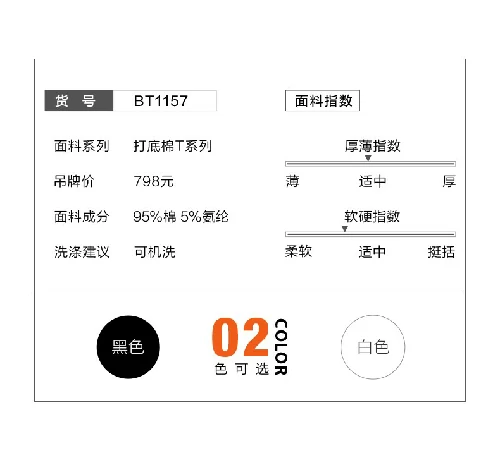 货 号 BT1157
面料指数
面料系列 打底棉T系列
厚薄指数
吊牌价 798元
薄 适中 厚
面料成分 95%棉 5%氨纶
软硬指数
洗涤建议 可机洗
柔软 适中 挺括
黑色
02
COLOR
色可选
白色